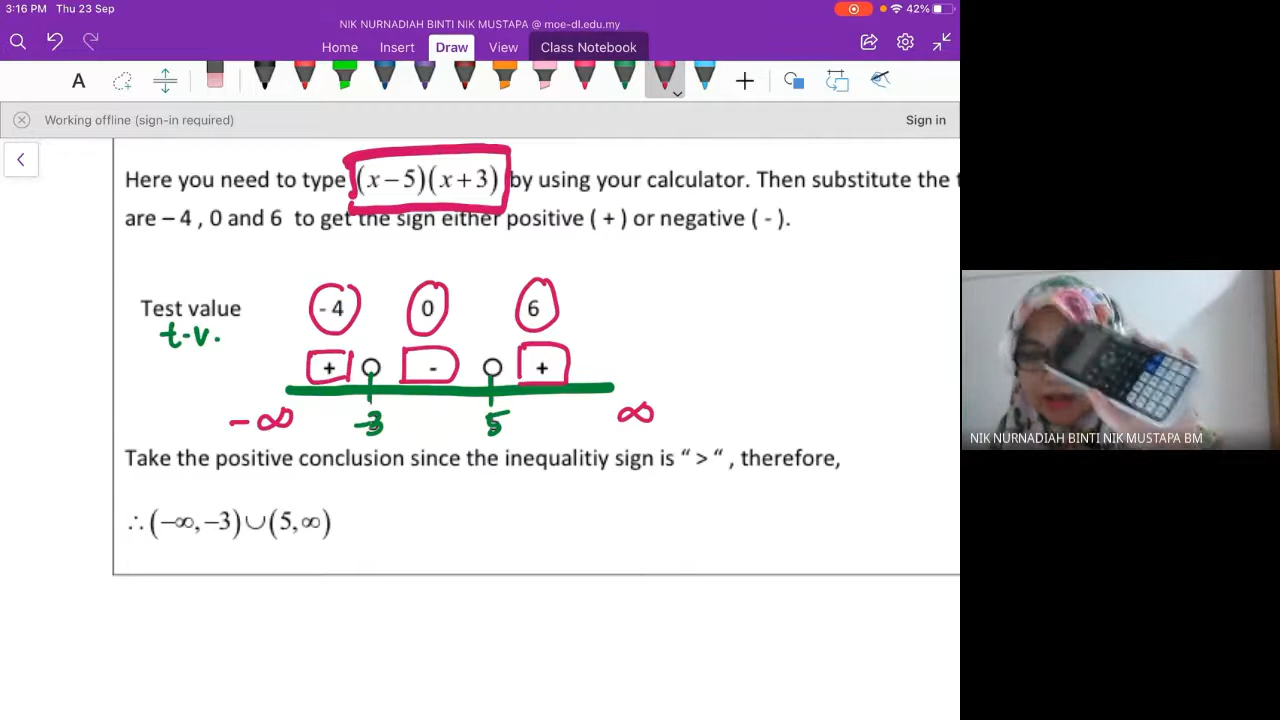 3:16 PM Thu 23 Sep
42%
NIK NURNADIAH BINTI NIK MUSTAPA @ moe-dl.edu.my
Home Insert Draw View Class Notebook
A
Working offline (sign-in required) Sign in
Here you need to type (x−5)(x+3) by using your calculator. Then substitute the t
are – 4 , 0 and 6 to get the sign either positive ( + ) or negative ( - ).
Test value - 4 0 6
t.v.
+ - +
-∞ -3 5 ∞
Take the positive conclusion since the inequalitiy sign is “ > “ , therefore,
∴(−∞,−3)∪(5,∞)
NIK NURNADIAH BINTI NIK MUSTAPA BM